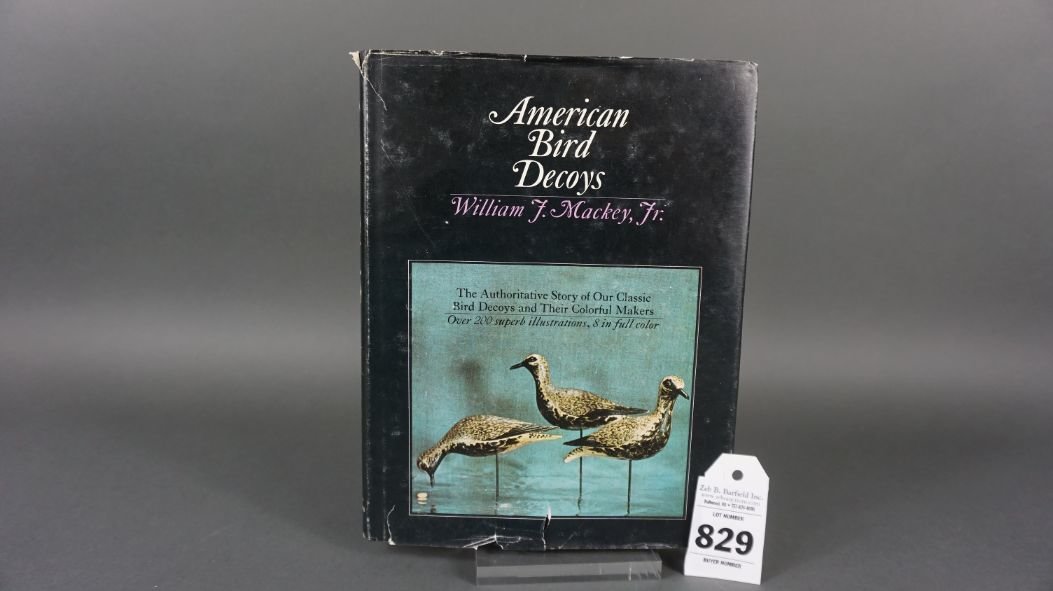 American
Bird
Decoys
William J. Mackey, Jr.
The Authoritative Story of Our Classic
Bird Decoys and Their Colorful Makers
Over 200 superb illustrations, 8 in full color
Zeb B. Barfield Inc.
LOT NUMBER
829
BUYER NUMBER